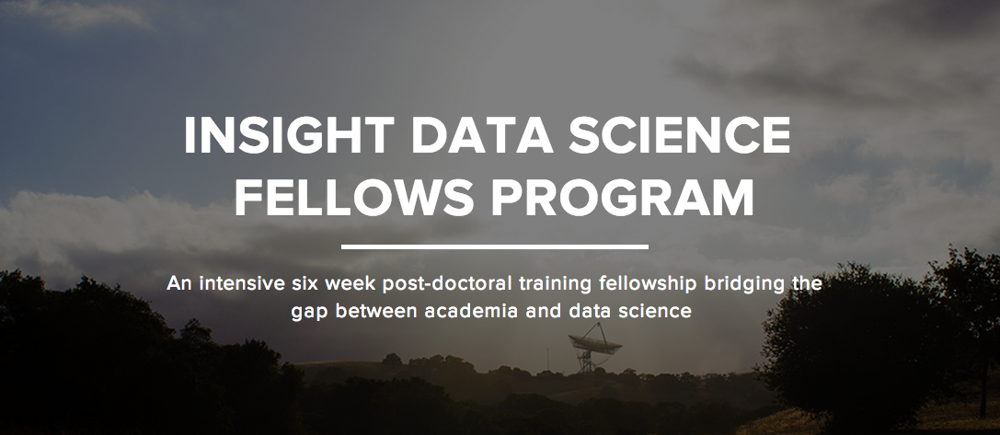 INSIGHT DATA SCIENCE
FELLOWS PROGRAM
An intensive six week post-doctoral training fellowship bridging the
gap between academia and data science